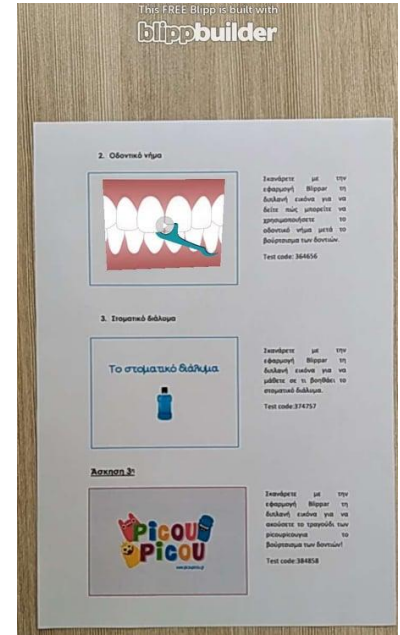 This FREE Blipp is built with
blippbuilder
2. Οδοντικό νήμα
Σκανάρετε με την
εφαρμογή Blippar τη
διπλανή εικόνα για να
δείτε πώς μπορείτε να
χρησιμοποιήσετε το
οδοντικό νήμα μετά το
βούρτσισμα των δοντιών.
Test code: 364656
3. Στοματικό διάλυμα
Το στοματικό διάλυμα
Σκανάρετε με την
εφαρμογή Blippar τη
διπλανή εικόνα για να
μάθετε σε τι βοηθάει το
στοματικό διάλυμα.
Test code:374757
Άσκηση 3η
PICOU
PICOU
Σκανάρετε με την
εφαρμογή Blippar τη
διπλανή εικόνα για να
ακούσετε το τραγούδι των
picoupicouγια το
βούρτσισμα των δοντιών!
Test code:384858